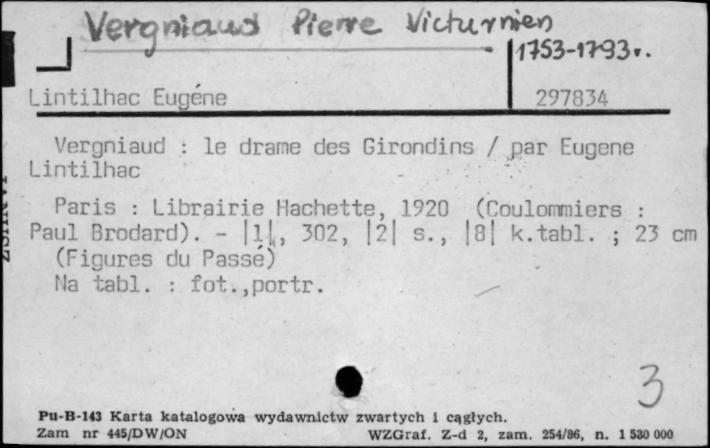 Vergniaud Pierre Victurnien
1753-1793r.
Lintilhac Eugéne
297834
Vergniaud : le drame des Girondins / par Eugene
Lintilhac
Paris : Librairie Hachette, 1920 (Coulommiers :
Paul Brodard). - |1|, 302, |2| s., |8| k.tabl. ; 23 cm
(Figures du Passé)
Na tabl. : fot.,portr.
3
Pu-B-143 Karta katalogowa wydawnictw zwartych i cągłych.
Zam nr 445/DW/ON
WZGraf. Z-d 2, zam. 254/86, n. 1 530 000